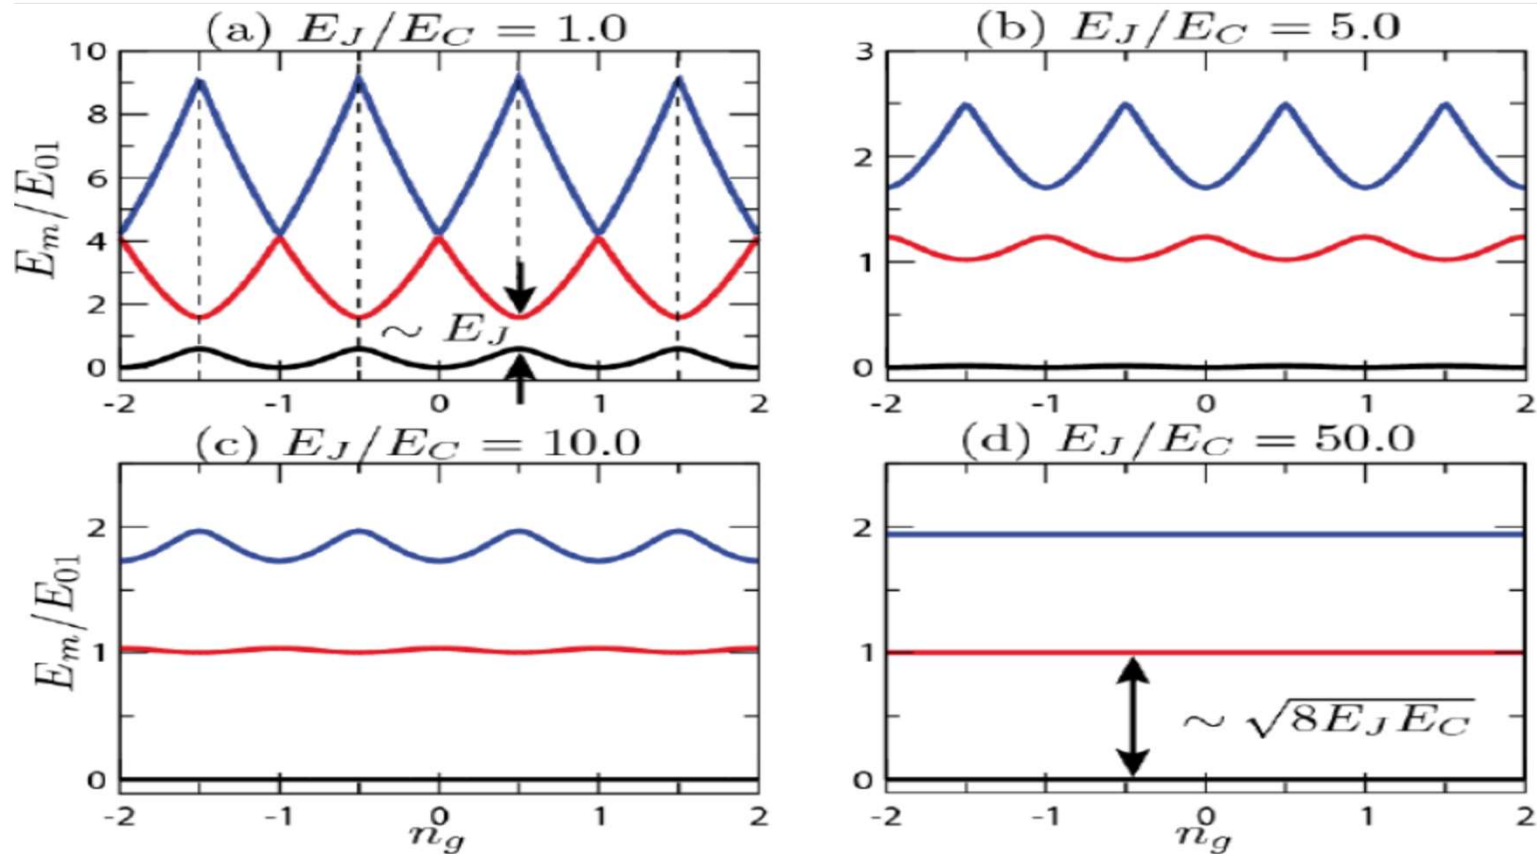 (a) E_J/E_C = 1.0
(b) E_J/E_C = 5.0
E_m/E_01
10
8
6
4
2
0
~ E_J
-2 -1 0 1 2
3
2
1
0
-2 -1 0 1 2
(c) E_J/E_C = 10.0
(d) E_J/E_C = 50.0
E_m/E_01
2
1
0
-2 -1 0 1 2
n_g
2
1
0
~ √8E_JE_C
-2 -1 0 1 2
n_g